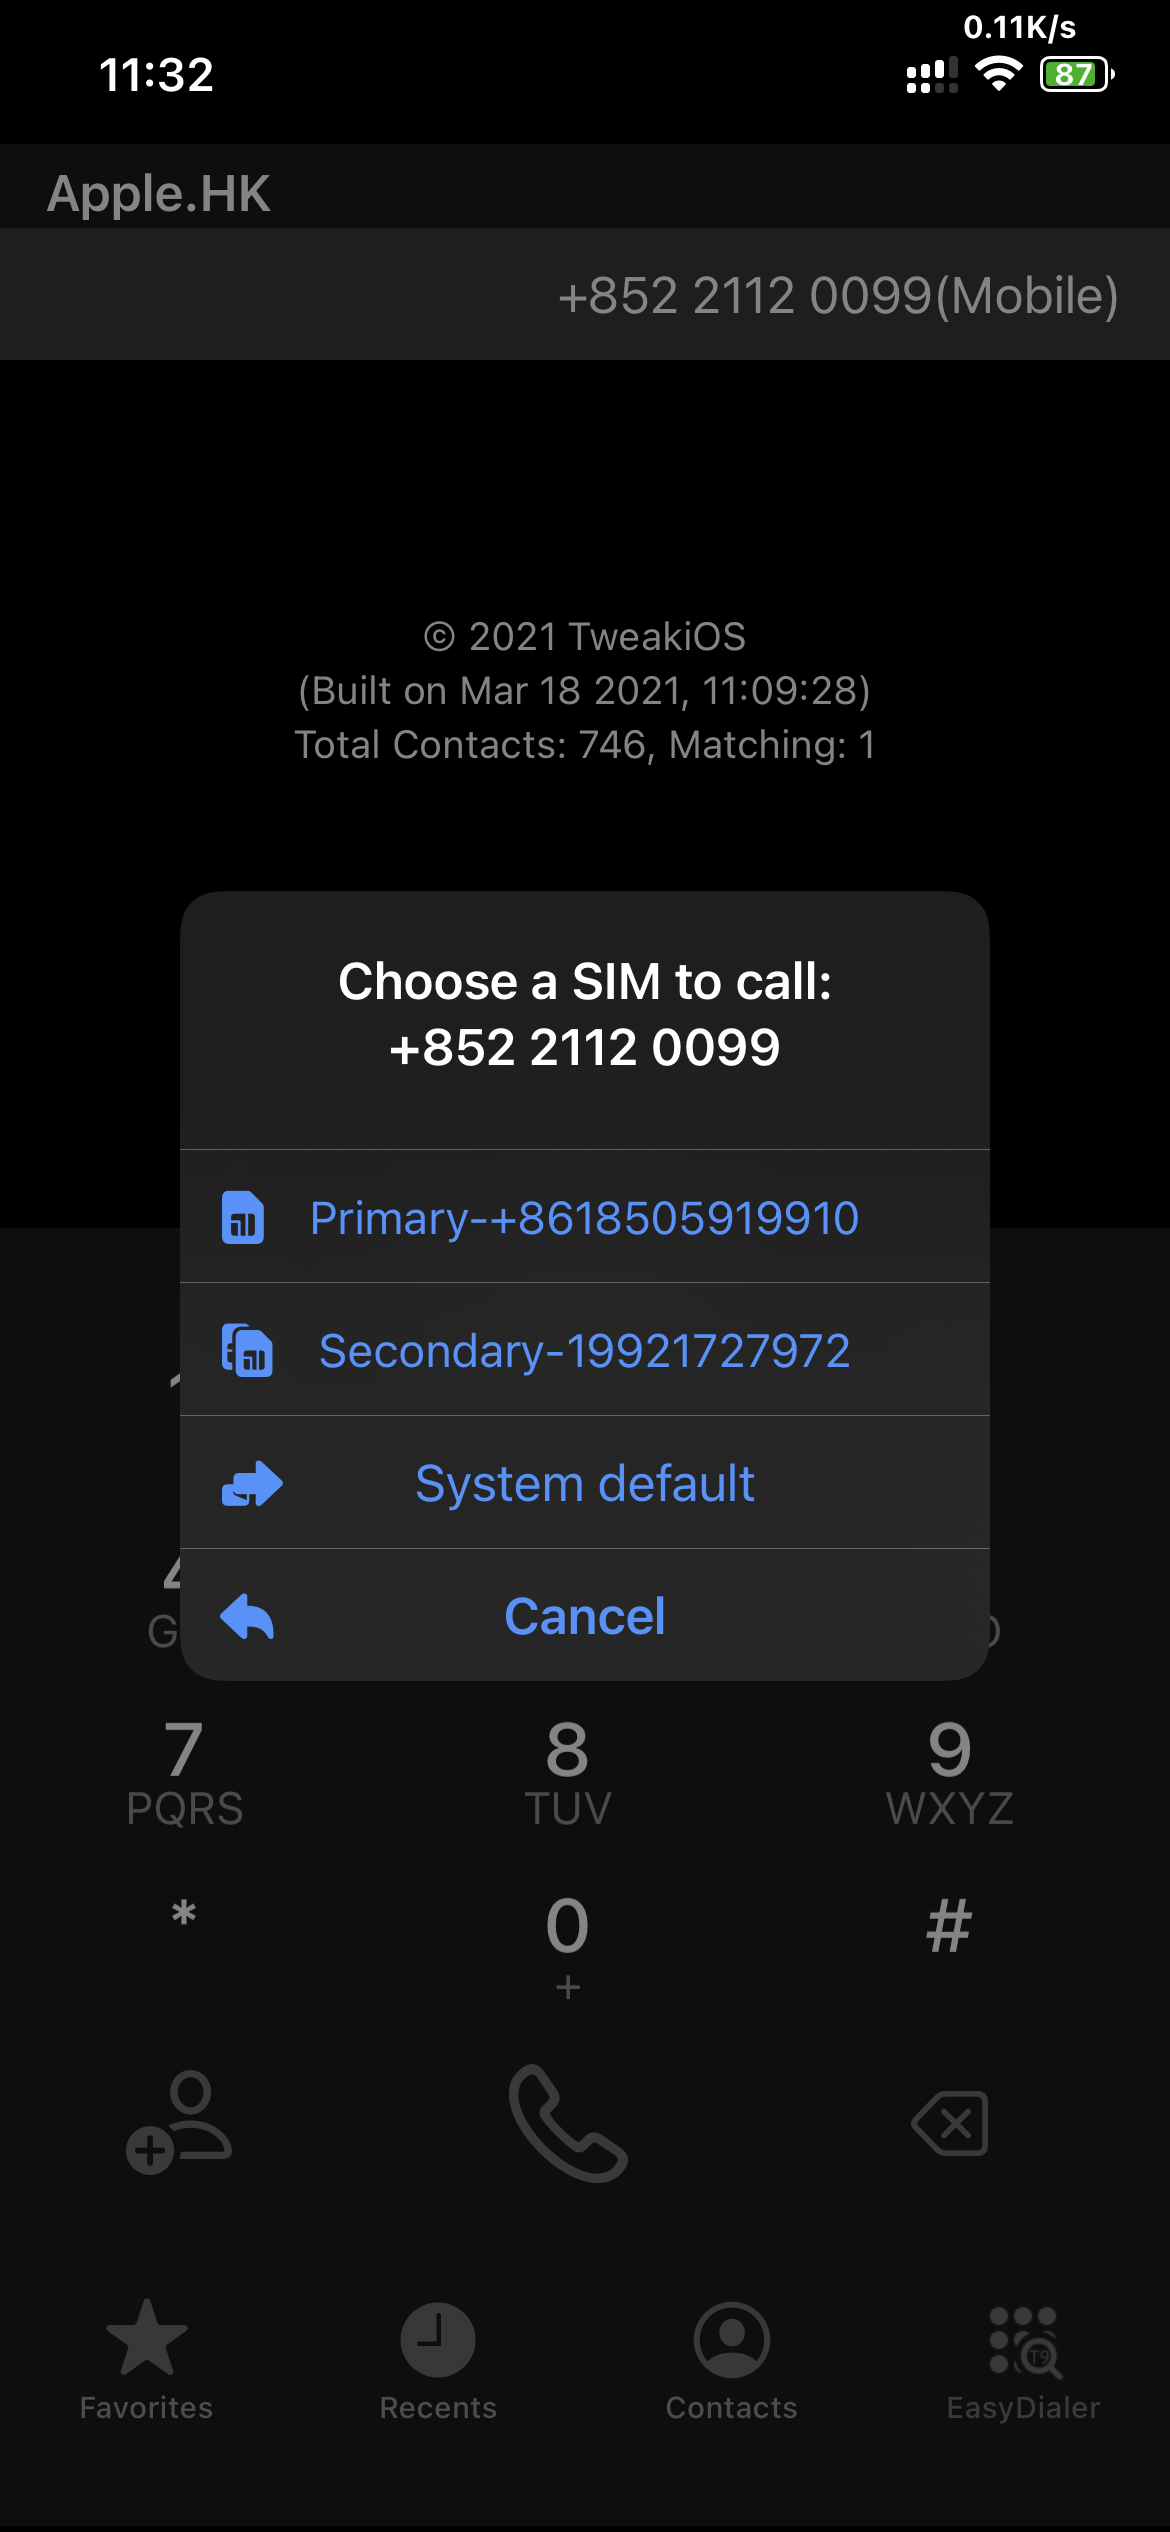 0.11K/s
11:32
87
Apple.HK
+852 2112 0099(Mobile)
© 2021 TweakiOS
(Built on Mar 18 2021, 11:09:28)
Total Contacts: 746, Matching: 1
Choose a SIM to call:
+852 2112 0099
Primary-+8618505919910
Secondary-19921727972
System default
Cancel
7
8
9
PQRS
TUV
WXYZ
*
0
#
+
T9
Favorites
Recents
Contacts
EasyDialer